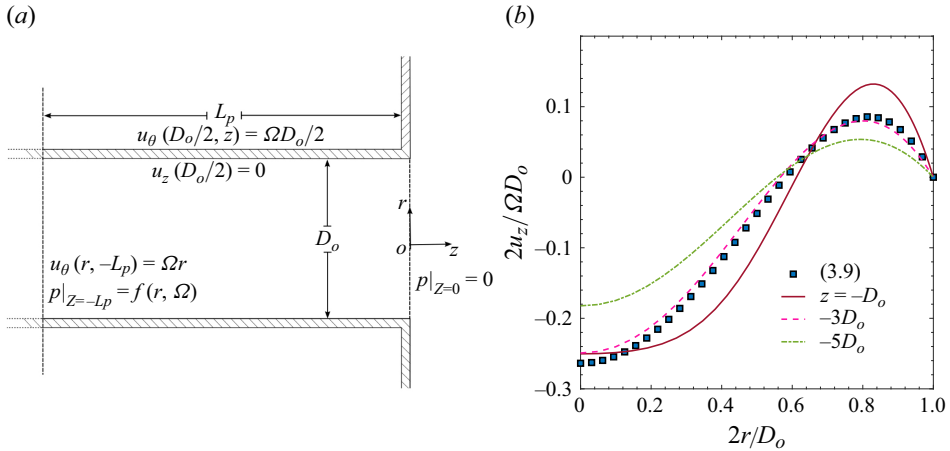 (a)
L_p
u_θ (D_o/2, z) = ΩD_o/2
u_z (D_o/2) = 0
r
D_o
o
z
u_θ (r, –L_p) = Ωr
p|_{Z=–L_p} = f(r, Ω)
p|_{Z=0} = 0
(b)
0.1
0
–0.1
–0.2
–0.3
2u_z/ΩD_o
(3.9)
z = –D_o
–3D_o
–5D_o
0
0.2
0.4
0.6
0.8
1.0
2r/D_o